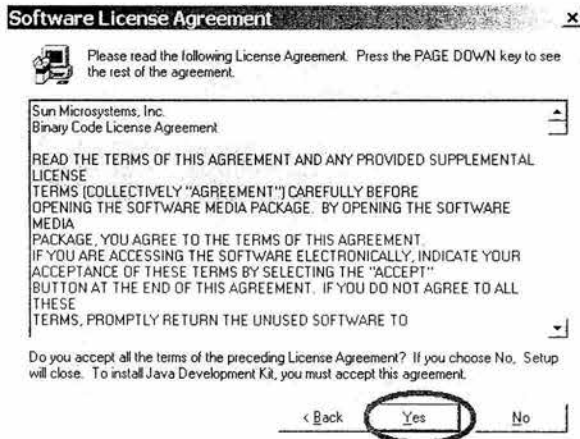 Software License Agreement
Please read the following License Agreement. Press the PAGE DOWN key to see
the rest of the agreement.
Sun Microsystems, Inc.
Binary Code License Agreement
READ THE TERMS OF THIS AGREEMENT AND ANY PROVIDED SUPPLEMENTAL
LICENSE
TERMS (COLLECTIVELY "AGREEMENT") CAREFULLY BEFORE
OPENING THE SOFTWARE MEDIA PACKAGE. BY OPENING THE SOFTWARE
MEDIA
PACKAGE, YOU AGREE TO THE TERMS OF THIS AGREEMENT.
IF YOU ARE ACCESSING THE SOFTWARE ELECTRONICALLY, INDICATE YOUR
ACCEPTANCE OF THESE TERMS BY SELECTING THE "ACCEPT"
BUTTON AT THE END OF THIS AGREEMENT. IF YOU DO NOT AGREE TO ALL
THESE
TERMS, PROMPTLY RETURN THE UNUSED SOFTWARE TO
Do you accept all the terms of the preceding License Agreement? If you choose No, Setup
will close. To install Java Development Kit, you must accept this agreement.
< Back Yes No